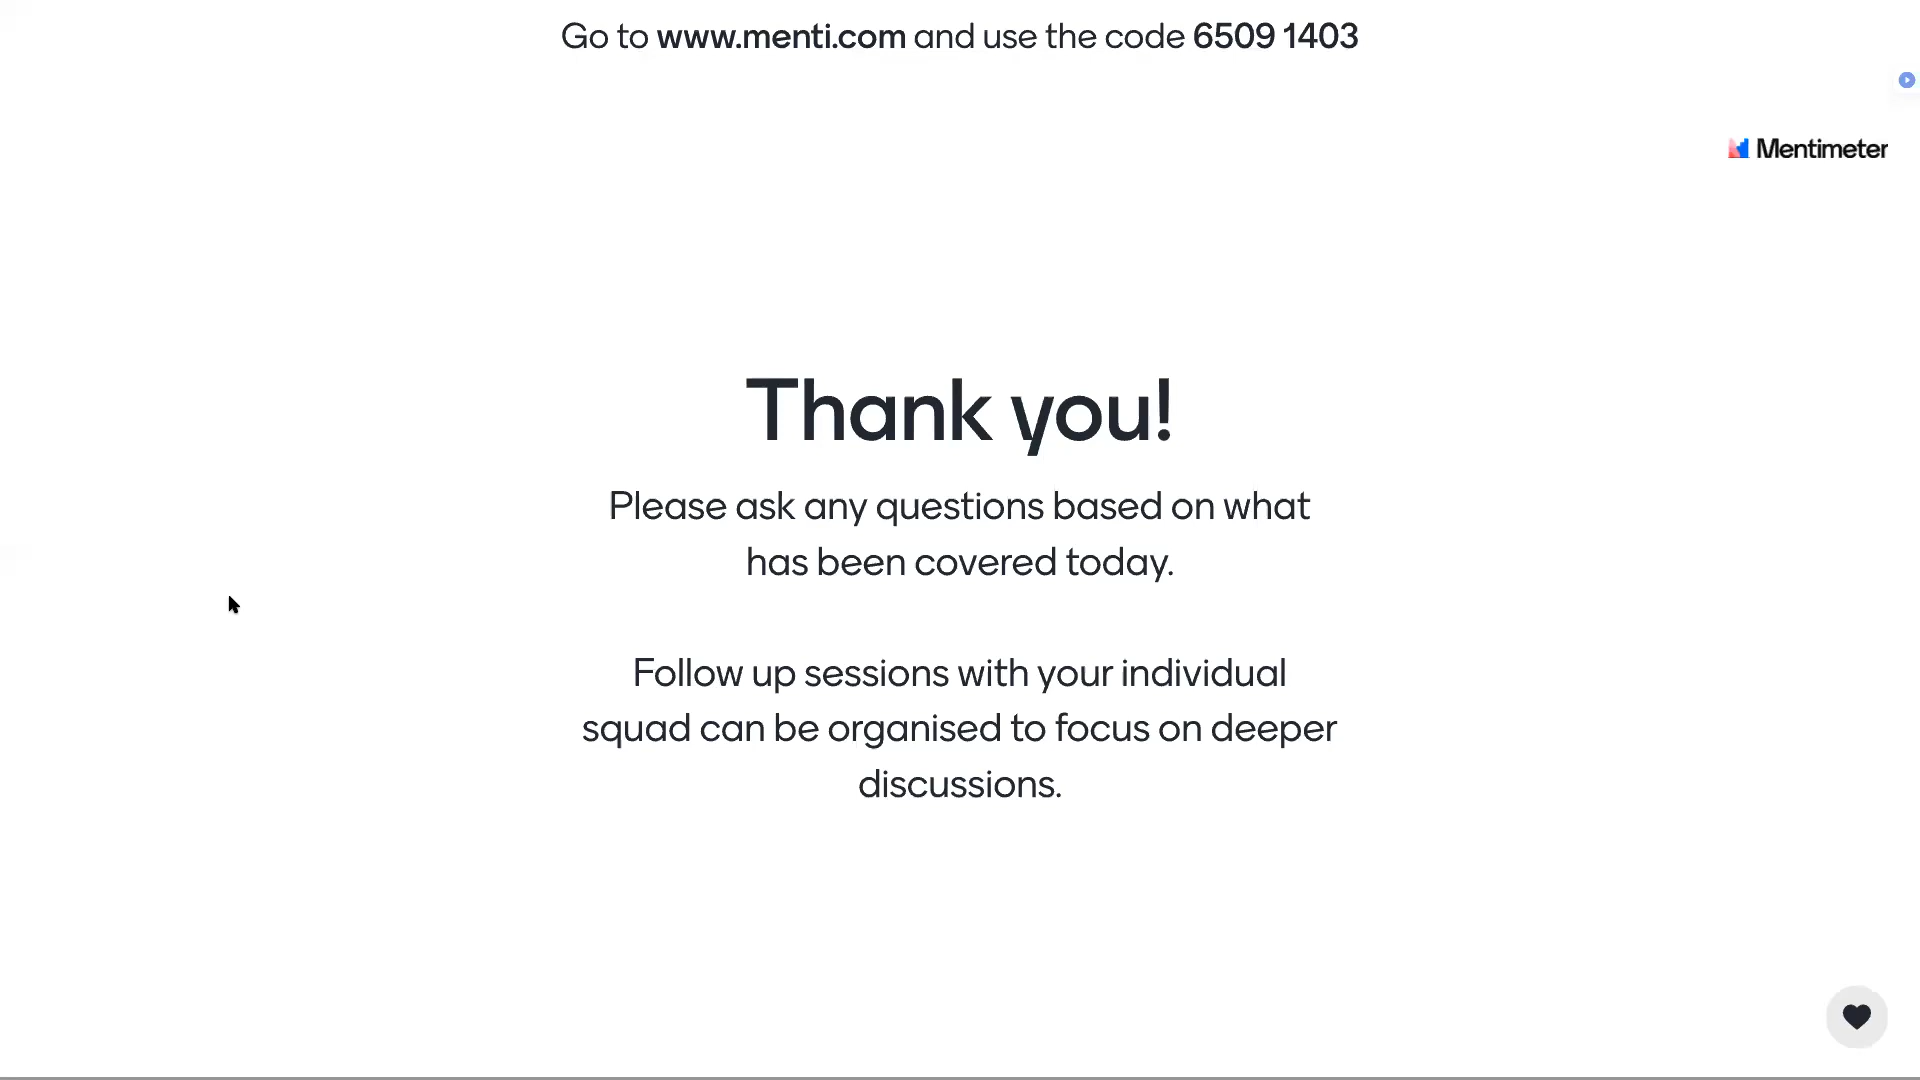 Go to www.menti.com and use the code 6509 1403
Mentimeter
Thank you!
Please ask any questions based on what
has been covered today.
Follow up sessions with your individual
squad can be organised to focus on deeper
discussions.